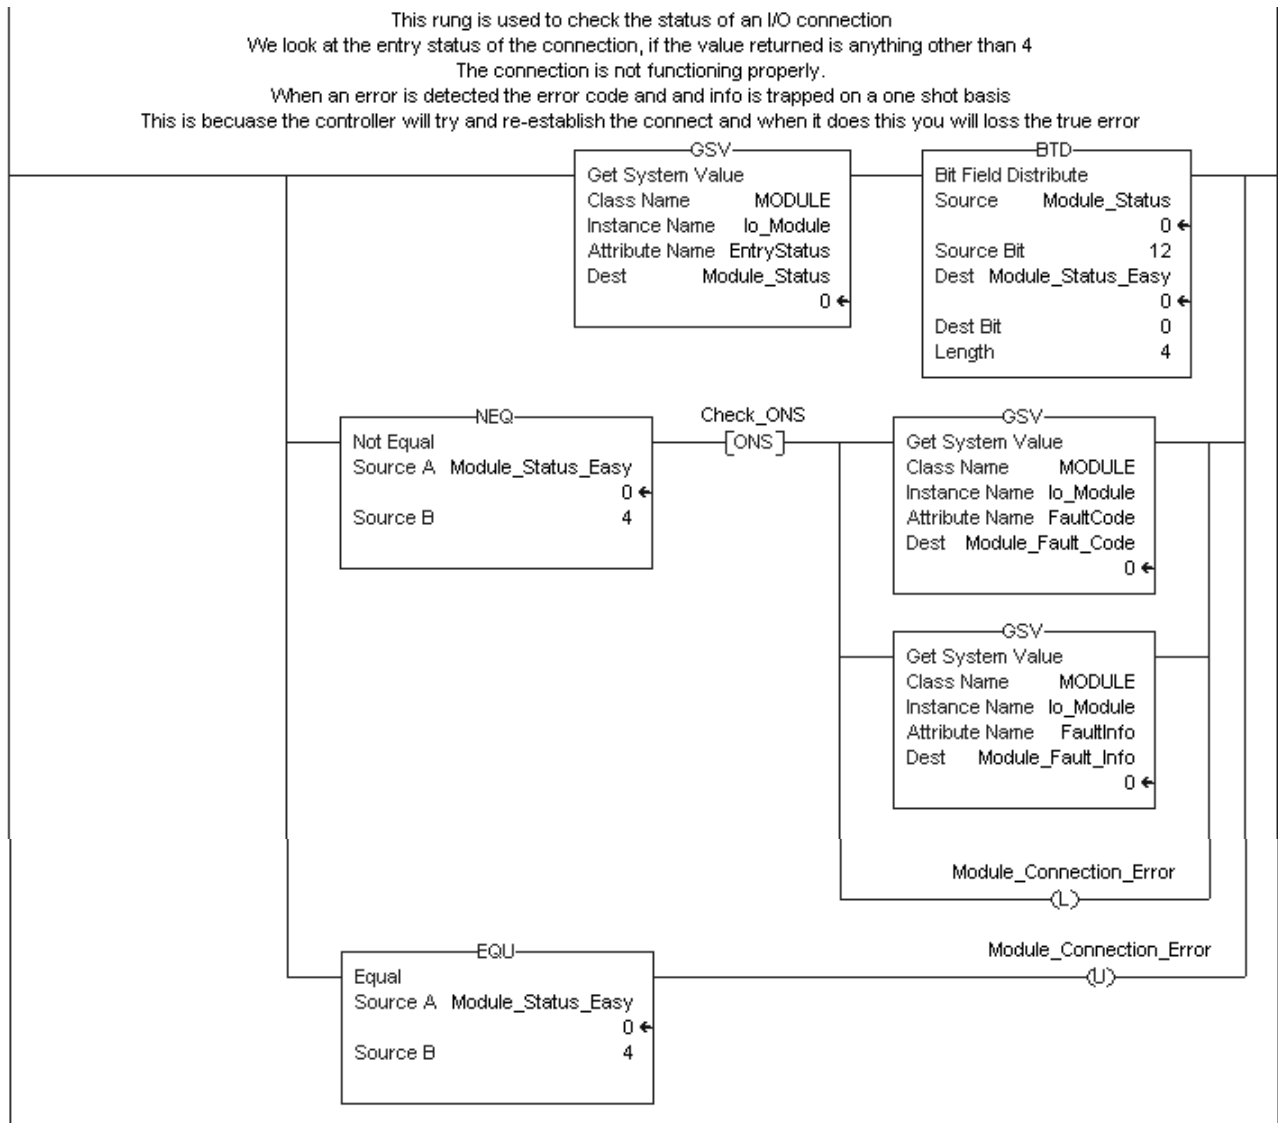 This rung is used to check the status of an I/O connection
We look at the entry status of the connection, if the value returned is anything other than 4
The connection is not functioning properly.
When an error is detected the error code and and info is trapped on a one shot basis
This is becuase the controller will try and re-establish the connect and when it does this you will loss the true error
GSV
Get System Value
Class Name MODULE
Instance Name Io_Module
Attribute Name EntryStatus
Dest Module_Status
0
BTD
Bit Field Distribute
Source Module_Status
0
Source Bit 12
Dest Module_Status_Easy
0
Dest Bit 0
Length 4
NEQ
Not Equal
Source A Module_Status_Easy
0
Source B 4
Check_ONS
ONS
GSV
Get System Value
Class Name MODULE
Instance Name Io_Module
Attribute Name FaultCode
Dest Module_Fault_Code
0
GSV
Get System Value
Class Name MODULE
Instance Name Io_Module
Attribute Name FaultInfo
Dest Module_Fault_Info
0
Module_Connection_Error
L
EQU
Equal
Source A Module_Status_Easy
0
Source B 4
Module_Connection_Error
U